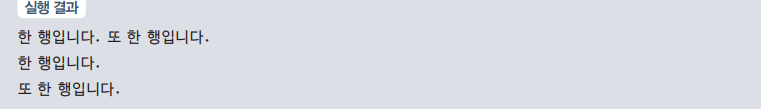 실행 결과
한 행입니다. 또 한 행입니다.
한 행입니다.
또 한 행입니다.